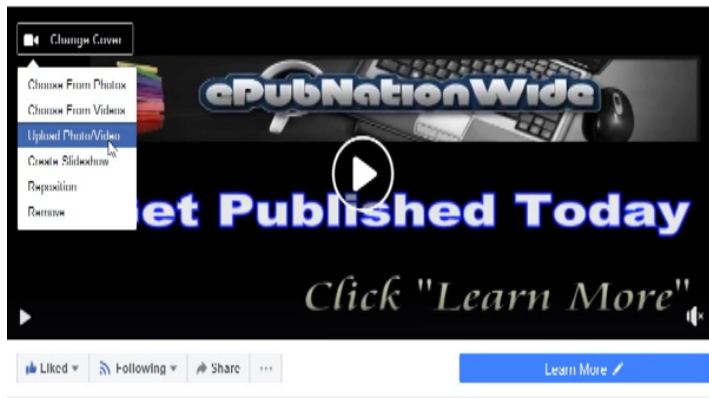 Change Cover
ePubNationWide
Choose From Photos
Choose From Videos
Upload Photo/Video
Create Slideshow
Reposition
Remove
et Published Today
Click "Learn More"
Liked
Following
Share
Learn More